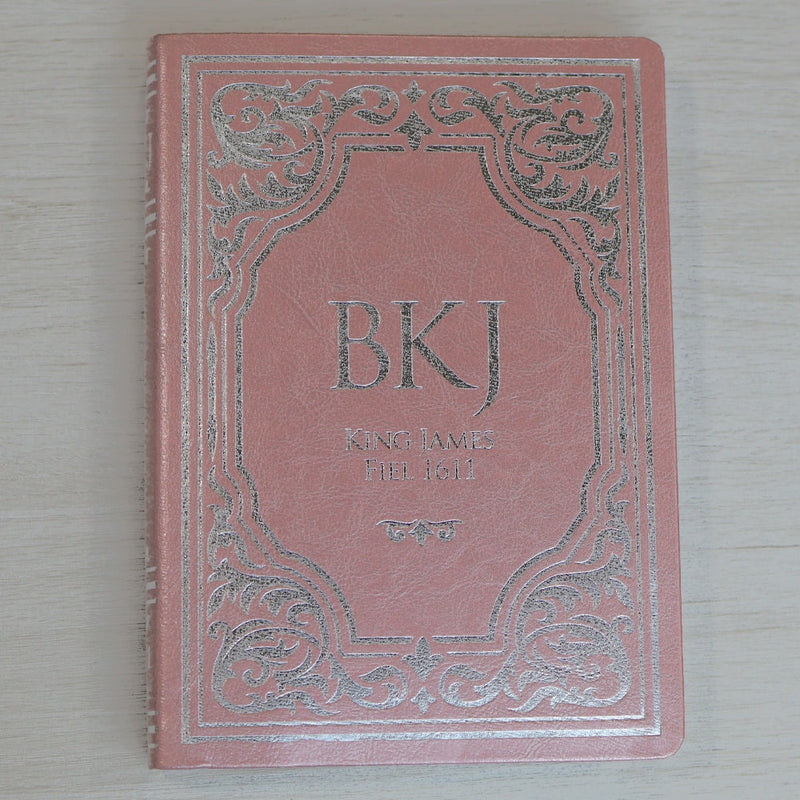 BKJ
King James
Fiel 1611